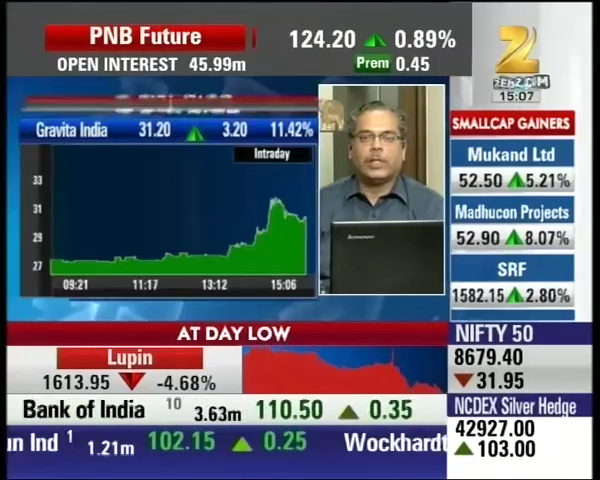 PNB Future 124.20 0.89%
OPEN INTEREST 45.99m Prem 0.45
Z
15:07
Gravita India 31.20 3.20 11.42%
Intraday
33
31
29
27
09:21 11:17 13:12 15:06
lenovo
SMALLCAP GAINERS
Mukand Ltd
52.50 5.21%
Madhucon Projects
52.90 8.07%
SRF
1582.15 2.80%
AT DAY LOW
Lupin
1613.95 -4.68%
NIFTY 50
8679.40
31.95
Bank of India 10 3.63m 110.50 0.35
NCDEX Silver Hedge
42927.00
103.00
un Ind 1 1.21m 102.15 0.25 Wockhardt